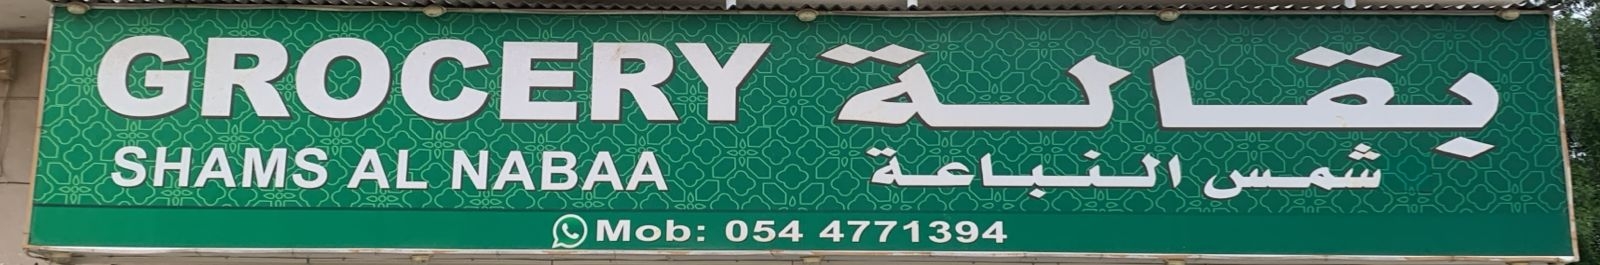 GROCERY
بقالة
SHAMS AL NABAA
شمس النباعة
Mob: 054 4771394